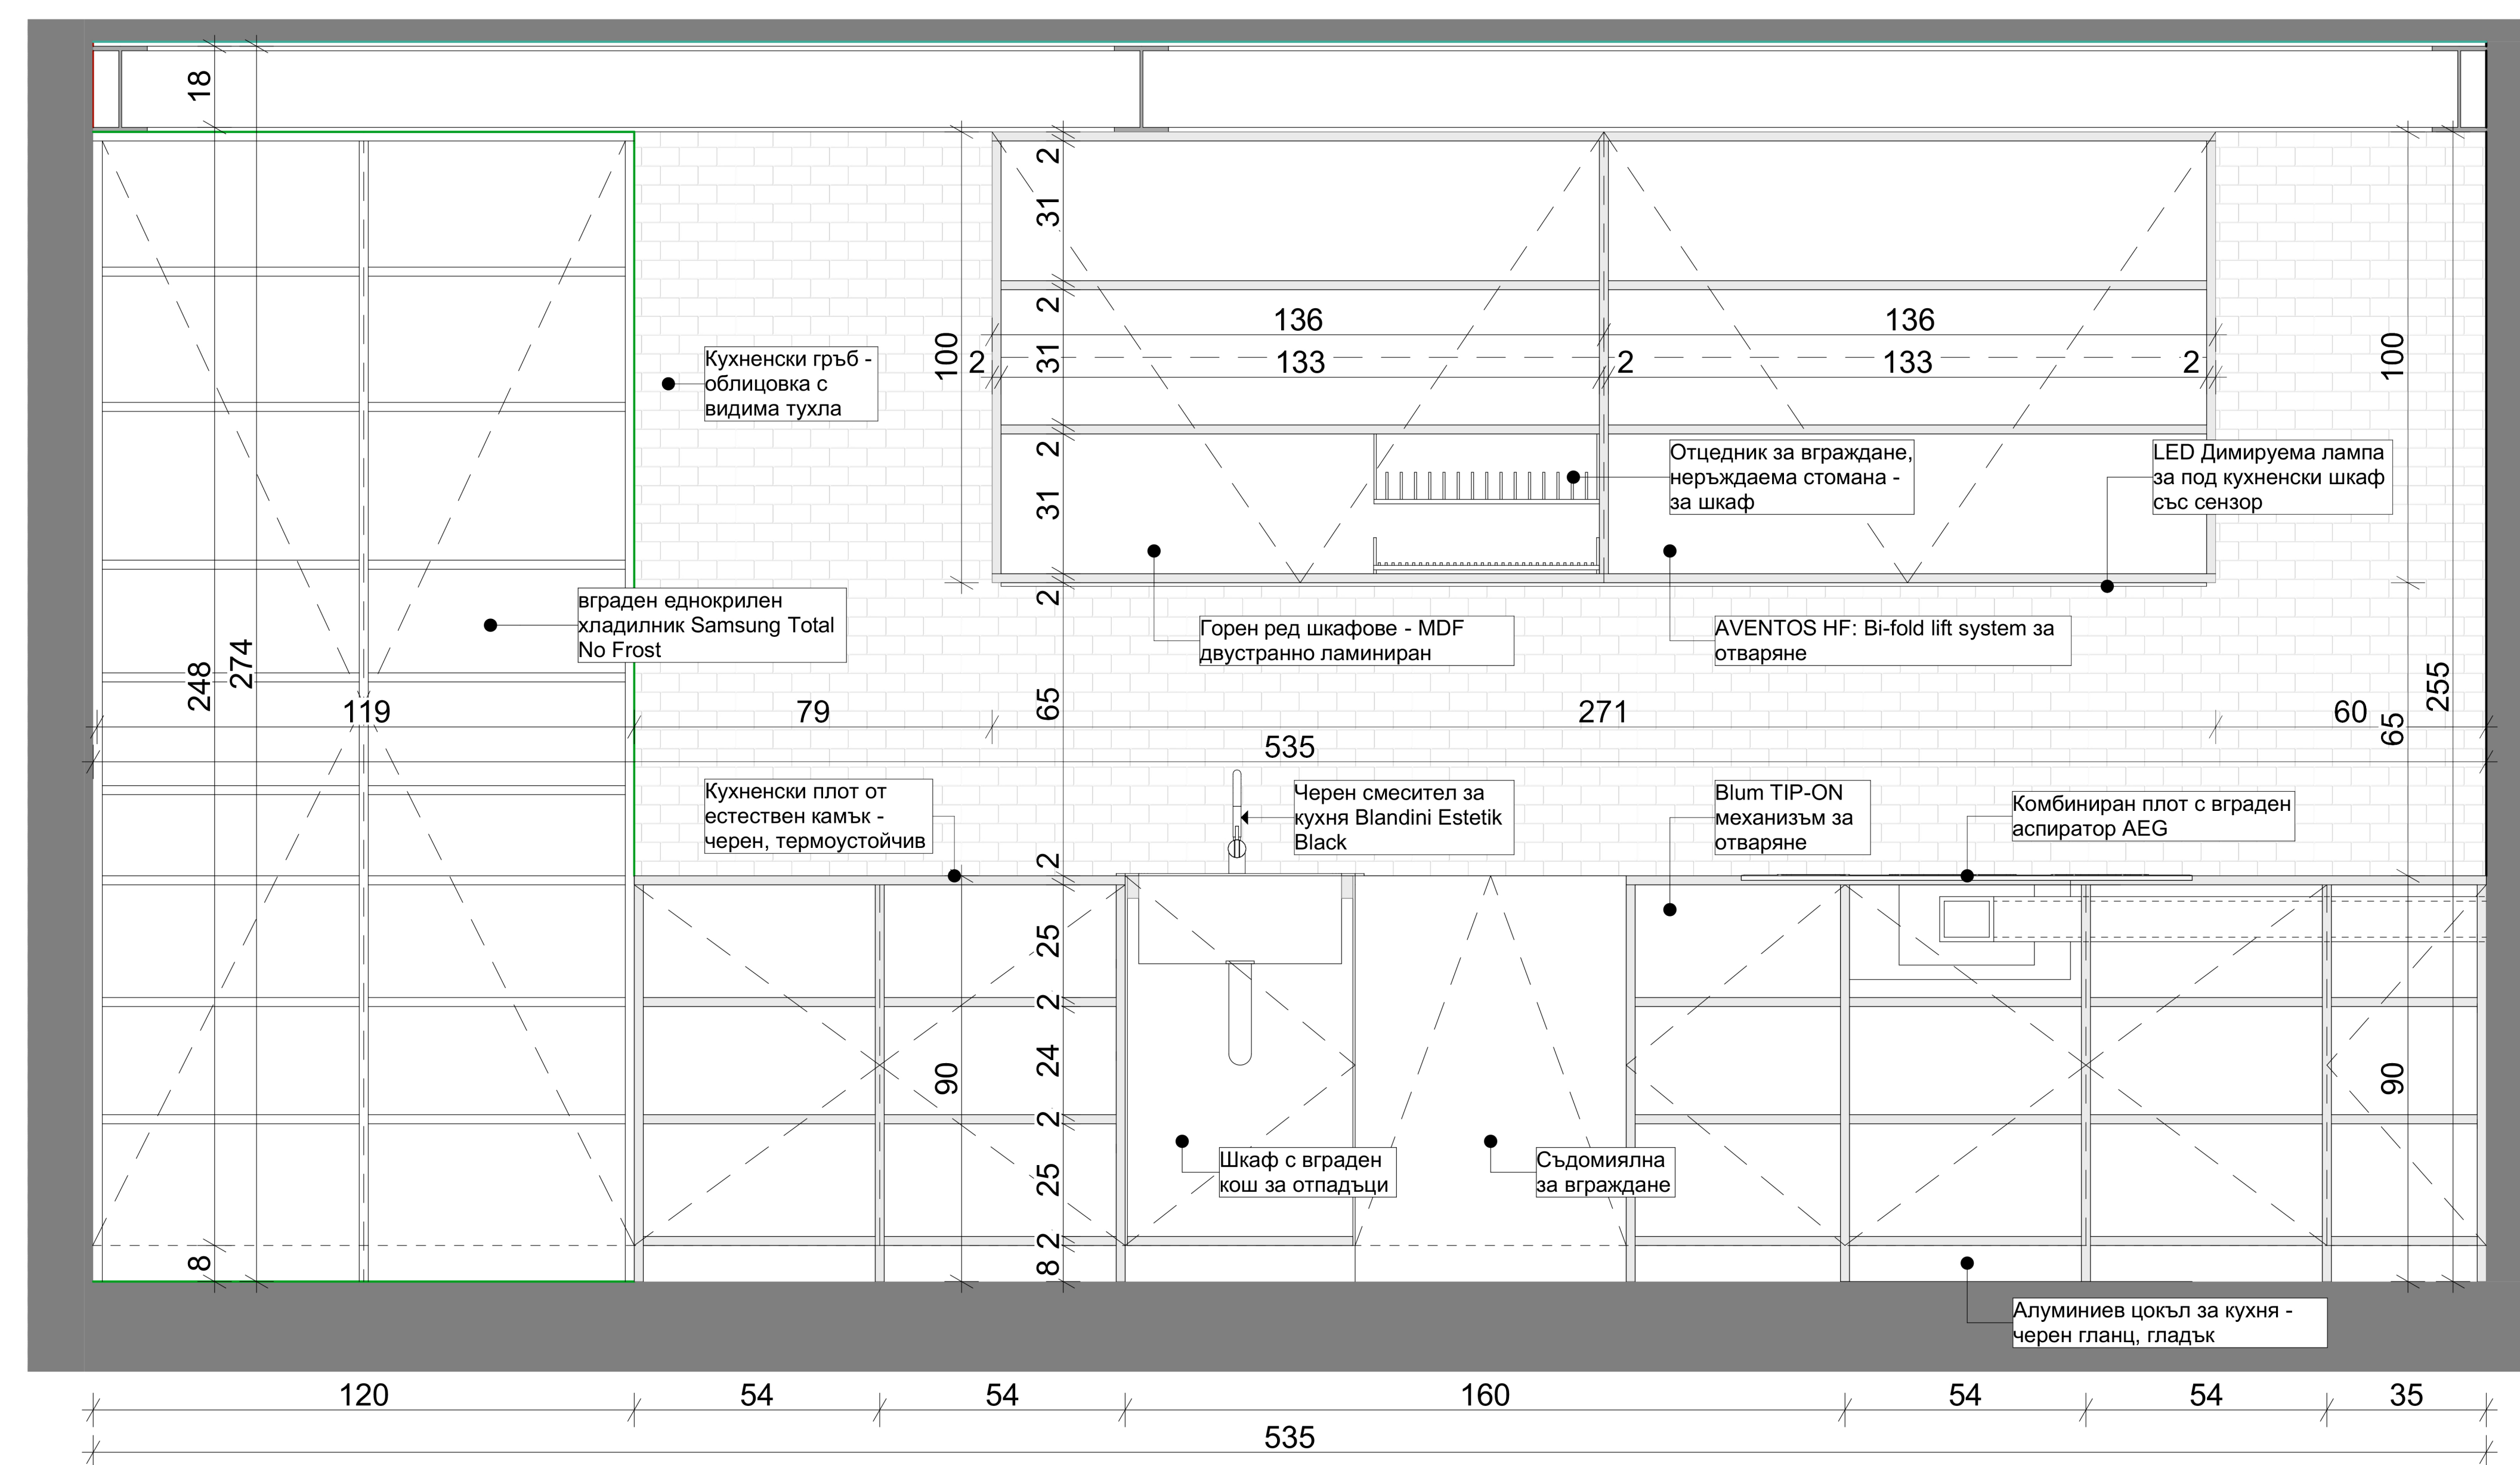 18
2
31
2
136
136
100
31
2
133
2
133
2
100
Кухненски гръб -
облицовка с
видима тухла
2
31
Отцедник за вграждане,
неръждаема стомана -
за шкаф
LED Димируема лампа
за под кухненски шкаф
със сензор
2
вграден еднокрилен
хладилник Samsung Total
No Frost
Горен ред шкафове - MDF
двустранно ламиниран
AVENTOS HF: Bi-fold lift system за
отваряне
248
274
119
79
65
271
60
65
255
535
Кухненски плот от
естествен камък -
черен, термоустойчив
Черен смесител за
кухня Blandini Estetik
Black
Blum TIP-ON
механизъм за
отваряне
Комбиниран плот с вграден
аспиратор AEG
2
25
2
24
90
90
2
25
Шкаф с вграден
кош за отпадъци
Съдомиялна
за вграждане
2
8
8
Алуминиев цокъл за кухня -
черен гланц, гладък
120
54
54
160
54
54
35
535